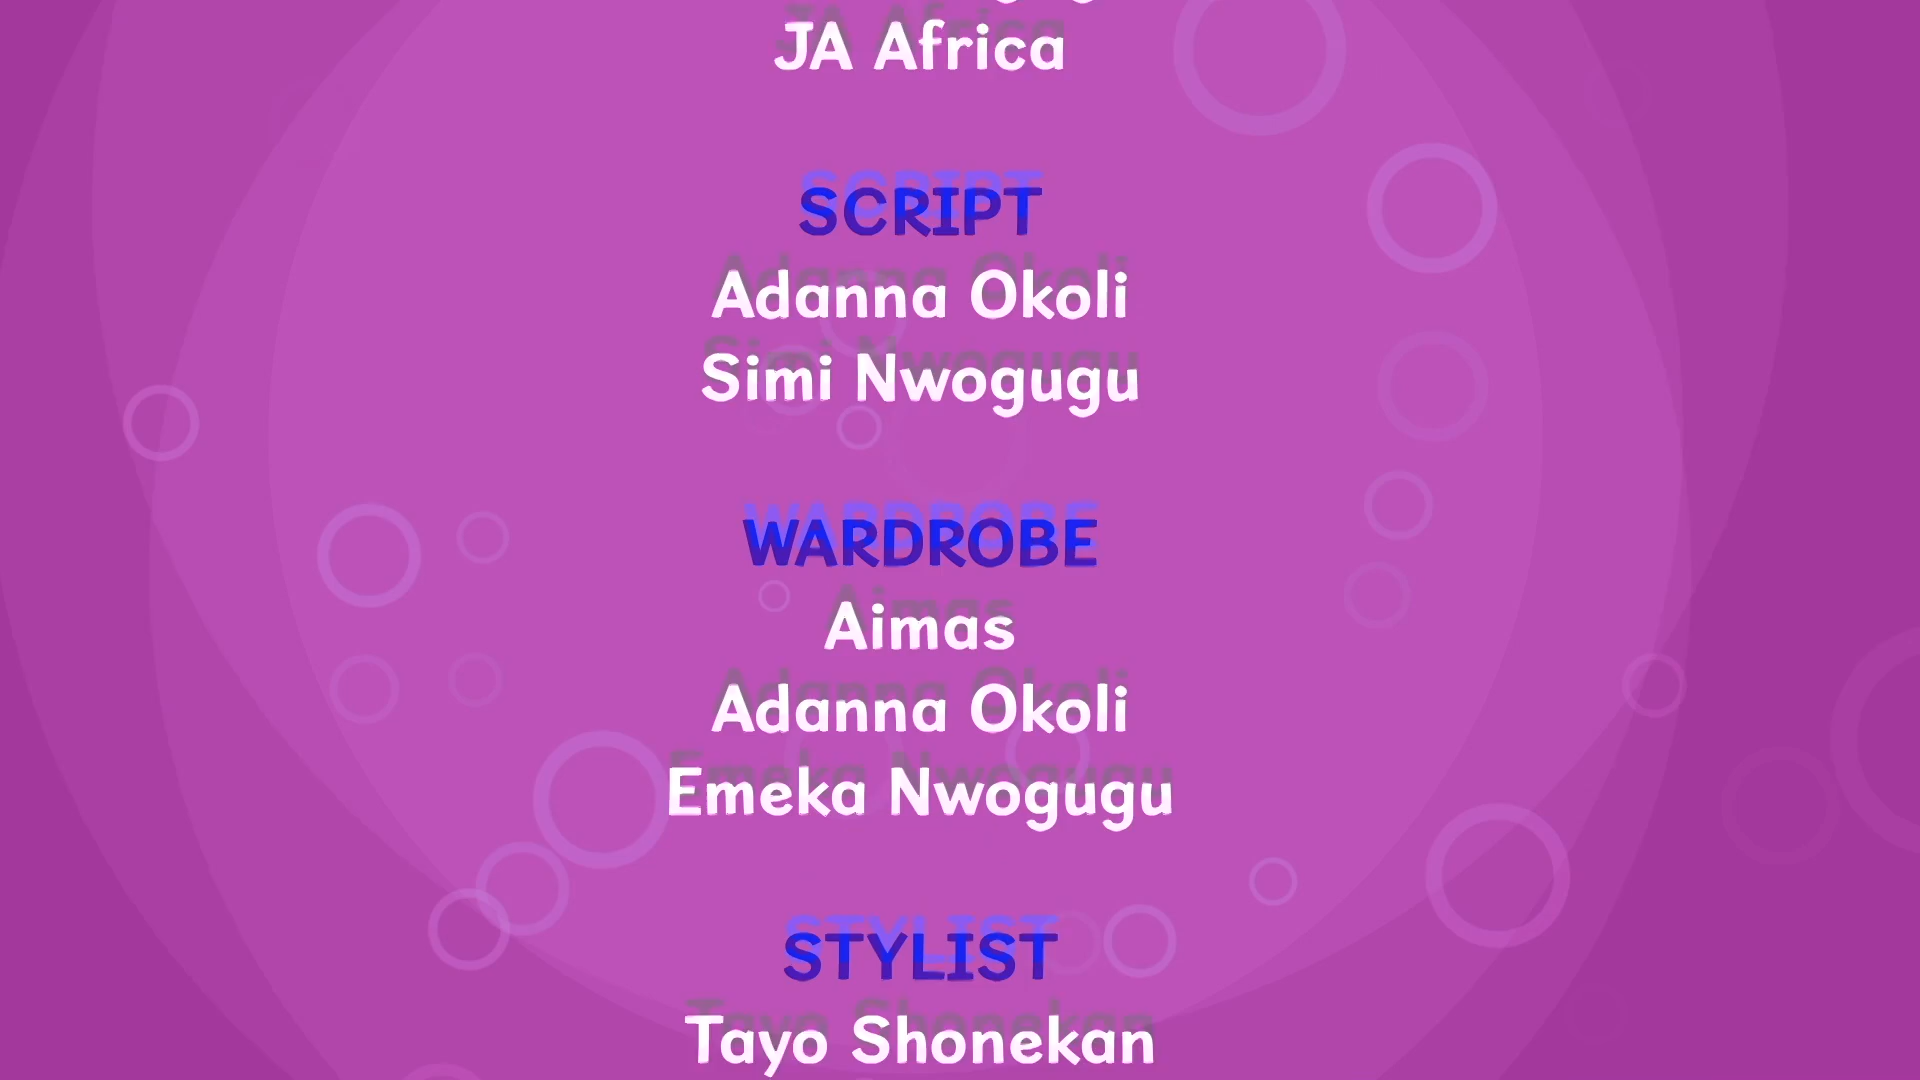 JA Africa
SCRIPT
Adanna Okoli
Simi Nwogugu
WARDROBE
Aimas
Adanna Okoli
Emeka Nwogugu
STYLIST
Tayo Shonekan